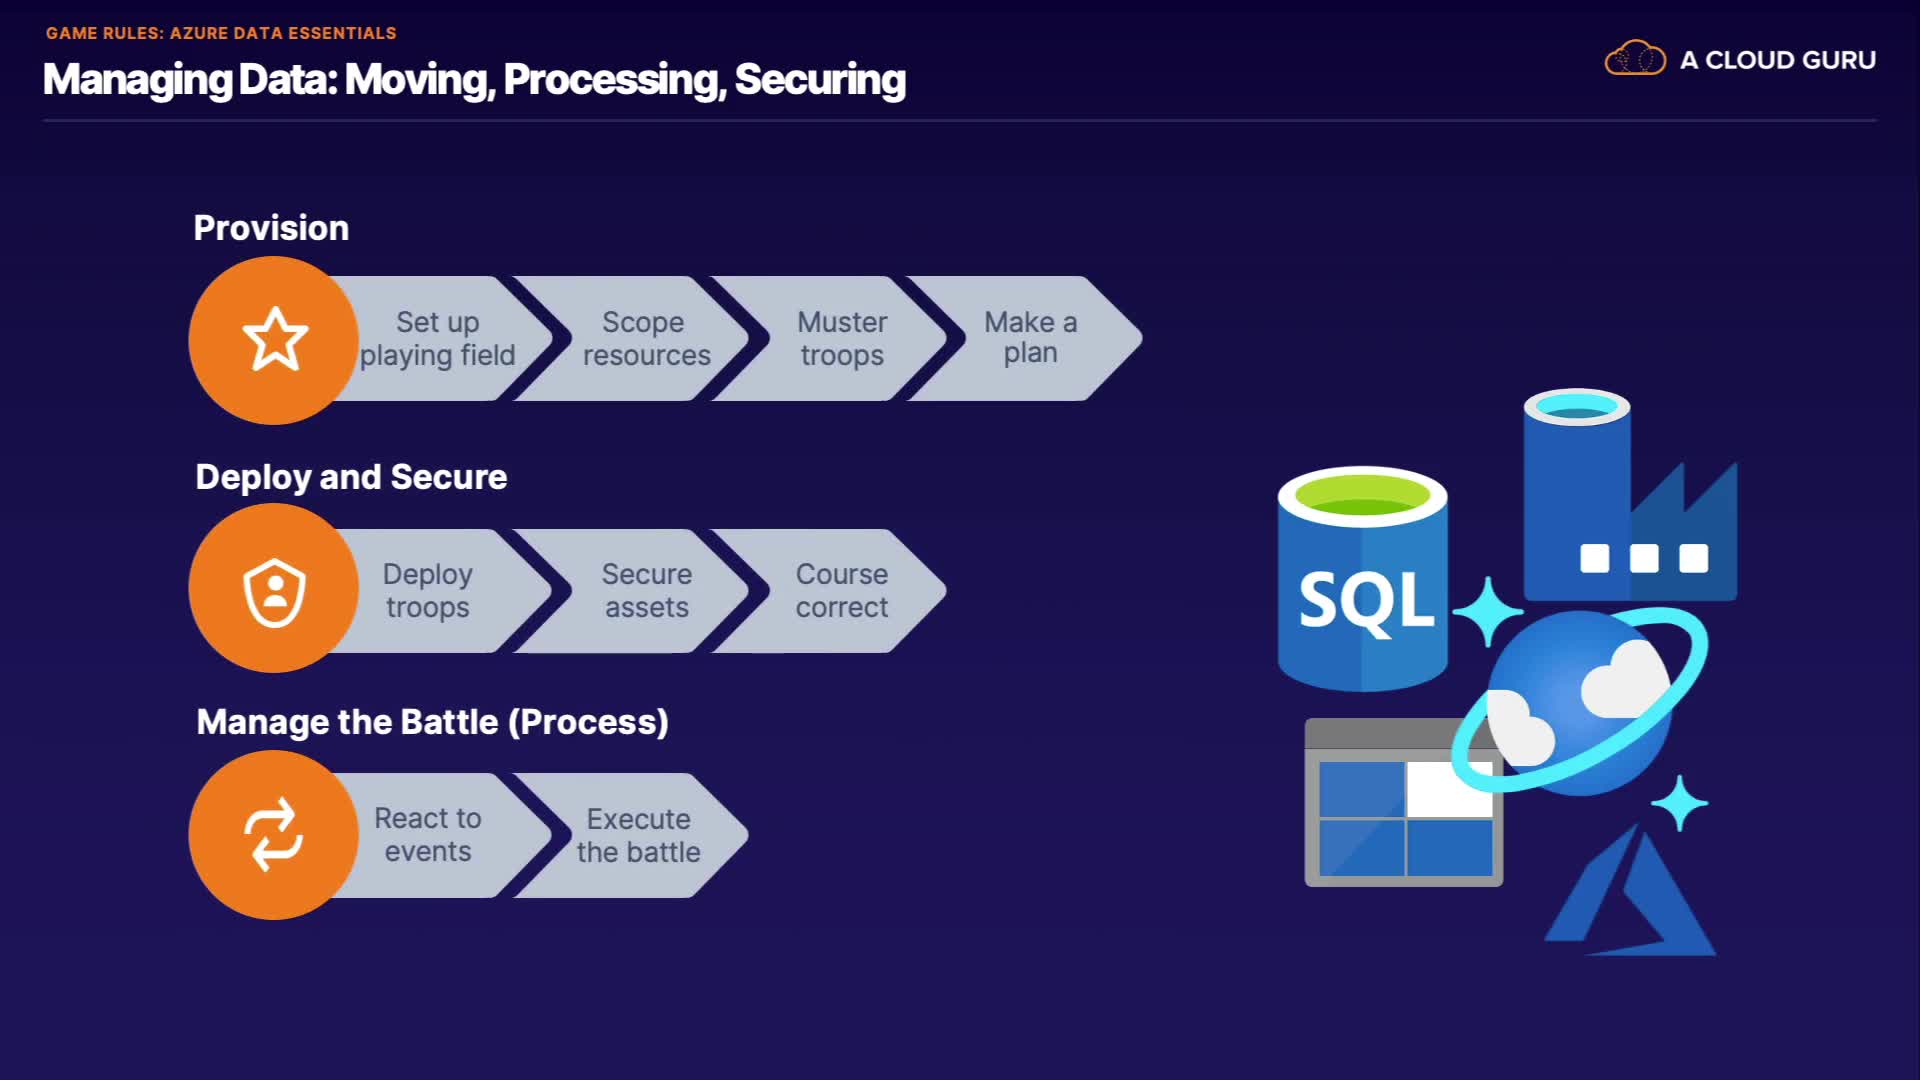 GAME RULES: AZURE DATA ESSENTIALS
Managing Data: Moving, Processing, Securing
A CLOUD GURU
Provision
Set up
playing field
Scope
resources
Muster
troops
Make a
plan
Deploy and Secure
Deploy
troops
Secure
assets
Course
correct
Manage the Battle (Process)
React to
events
Execute
the battle
SQL